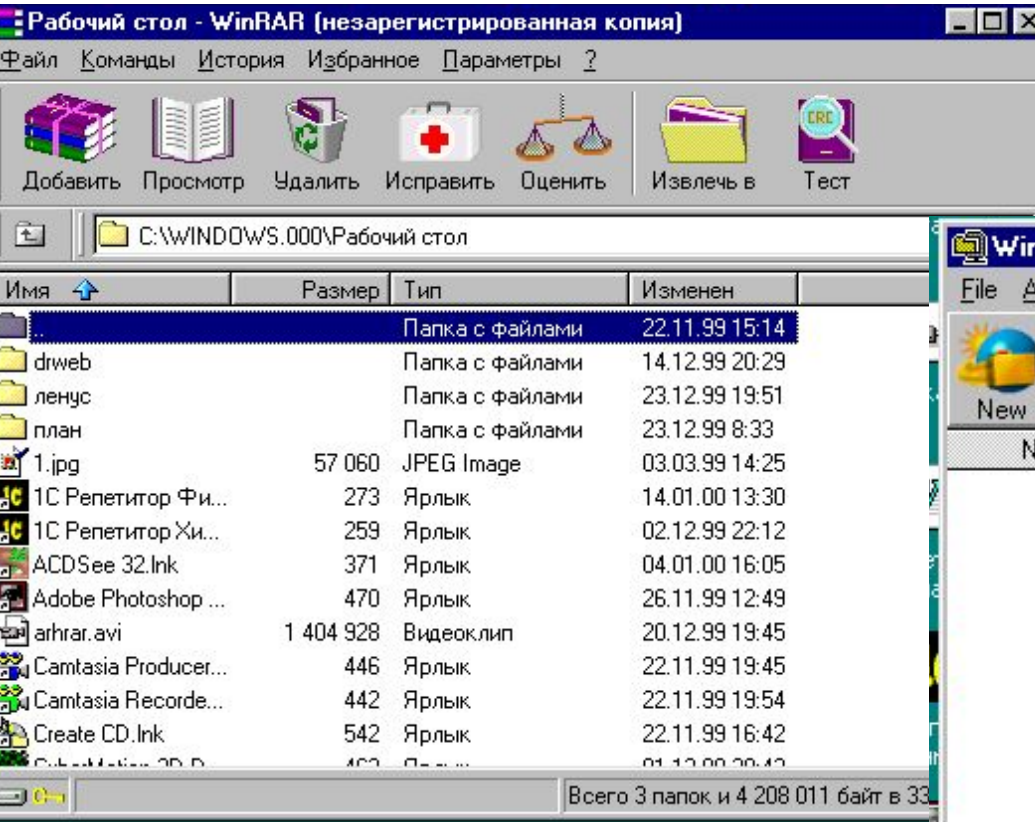 Рабочий стол - WinRAR (незарегистрированная копия)
Файл Команды История Избранное Параметры ?
CRC
Добавить Просмотр Удалить Исправить Оценить Извлечь в Тест
C:\WINDOWS.000\Рабочий стол
Имя Размер Тип Изменен
.. Папка с файлами 22.11.99 15:14
drweb Папка с файлами 14.12.99 20:29
ленус Папка с файлами 23.12.99 19:51
план Папка с файлами 23.12.99 8:33
1.jpg 57 060 JPEG Image 03.03.99 14:25
1С Репетитор Фи... 273 Ярлык 14.01.00 13:30
1С Репетитор Хи... 259 Ярлык 02.12.99 22:12
ACDSee 32.lnk 371 Ярлык 04.01.00 16:05
Adobe Photoshop ... 470 Ярлык 26.11.99 12:49
arhrar.avi 1 404 928 Видеоклип 20.12.99 19:45
Camtasia Producer... 446 Ярлык 22.11.99 19:45
Camtasia Recorde... 442 Ярлык 22.11.99 19:54
Create CD.lnk 542 Ярлык 22.11.99 16:42
Всего 3 папок и 4 208 011 байт в 33
Win
File A
New
N